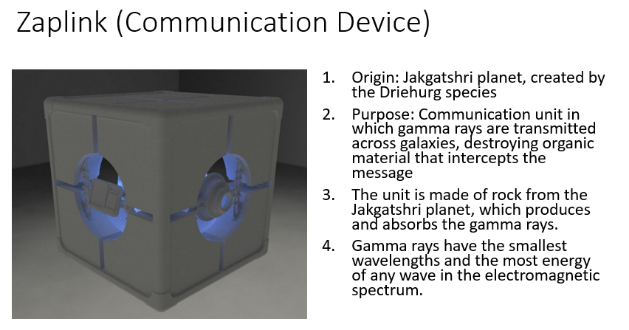 Zaplink (Communication Device)
1. Origin: Jakgatshri planet, created by
the Driehurg species
2. Purpose: Communication unit in
which gamma rays are transmitted
across galaxies, destroying organic
material that intercepts the
message
3. The unit is made of rock from the
Jakgatshri planet, which produces
and absorbs the gamma rays.
4. Gamma rays have the smallest
wavelengths and the most energy
of any wave in the electromagnetic
spectrum.